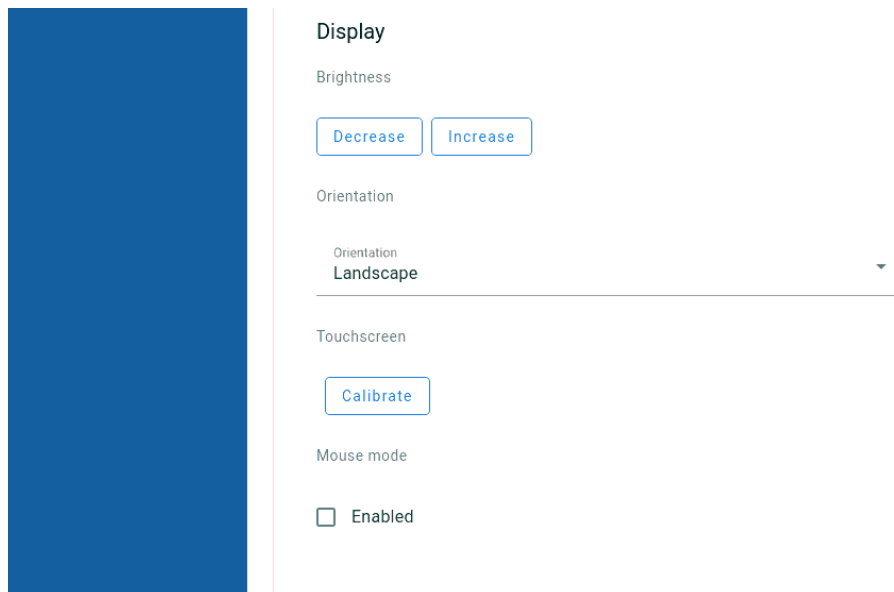 Display
Brightness
Decrease Increase
Orientation
Orientation
Landscape
Touchscreen
Calibrate
Mouse mode
Enabled